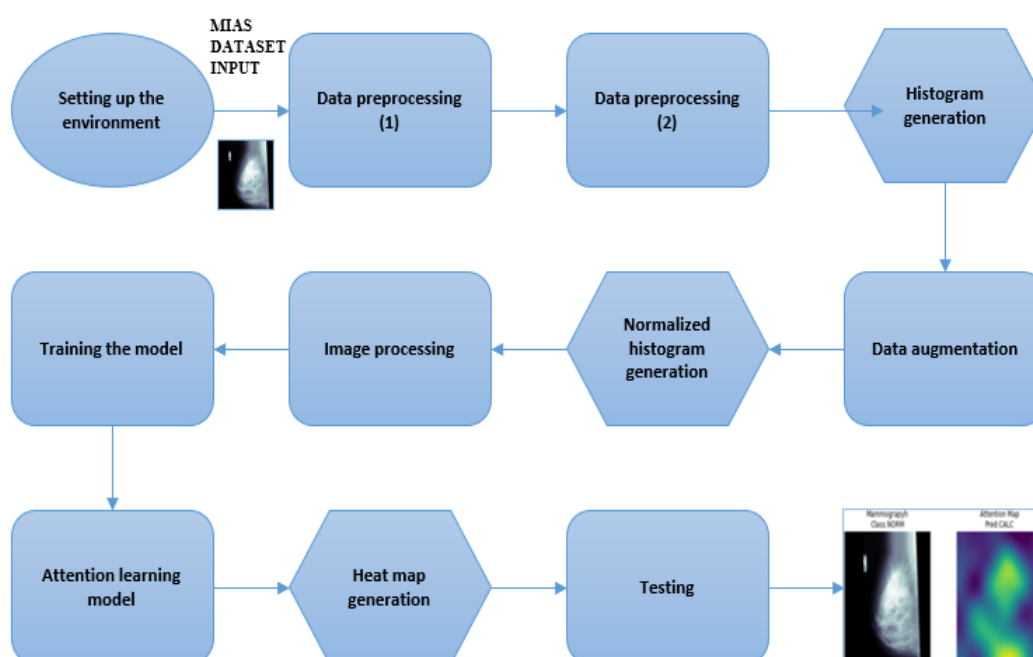 MIAS
DATASET
INPUT
Setting up the
environment
Data preprocessing
(1)
Data preprocessing
(2)
Histogram
generation
Training the model
Image processing
Normalized
histogram
generation
Data augmentation
Attention learning
model
Heat map
generation
Testing
Mammograpyh
Class NORM
Attention Map
Pred CALC